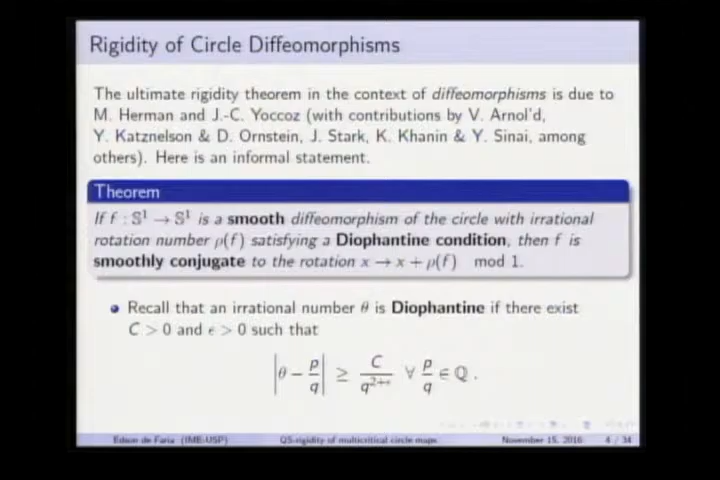 Rigidity of Circle Diffeomorphisms
The ultimate rigidity theorem in the context of diffeomorphisms is due to
M. Herman and J.-C. Yoccoz (with contributions by V. Arnol'd,
Y. Katznelson & D. Ornstein, J. Stark, K. Khanin & Y. Sinai, among
others). Here is an informal statement.
Theorem
If f : 𝕊¹ → 𝕊¹ is a smooth diffeomorphism of the circle with irrational
rotation number ρ(f) satisfying a Diophantine condition, then f is
smoothly conjugate to the rotation x → x + ρ(f) mod 1.
Recall that an irrational number θ is Diophantine if there exist
C > 0 and ϵ > 0 such that
|θ − p/q| ≥ C/q^{2+ϵ} ∀ p/q ∈ ℚ .
Edson de Faria (IME-USP) QS-rigidity of multicritical circle maps November 15, 2016 4 / 34